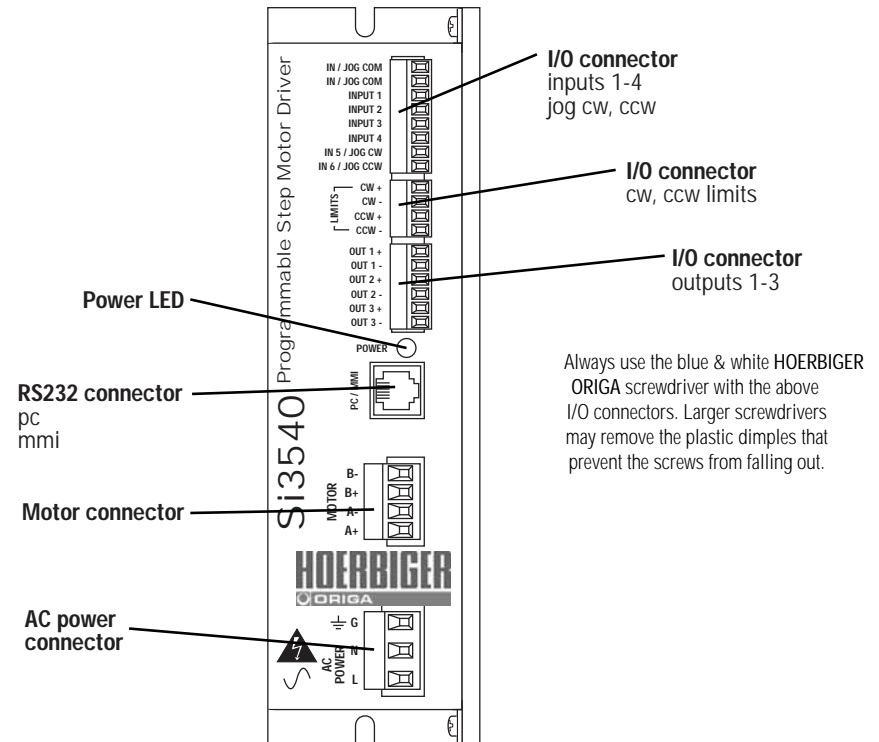 Si3540 Programmable Step Motor Driver
IN / JOG COM
IN / JOG COM
INPUT 1
INPUT 2
INPUT 3
INPUT 4
IN 5 / JOG CW
IN 6 / JOG CCW
I/O connector
inputs 1-4
jog cw, ccw
LIMITS
CW +
CW -
CCW +
CCW -
I/O connector
cw, ccw limits
OUT 1 +
OUT 1 -
OUT 2 +
OUT 2 -
OUT 3 +
OUT 3 -
I/O connector
outputs 1-3
Power LED
POWER
Always use the blue & white HOERBIGER
ORIGA screwdriver with the above
I/O connectors. Larger screwdrivers
may remove the plastic dimples that
prevent the screws from falling out.
RS232 connector
pc
mmi
PC / MMI
Motor connector
MOTOR
B-
B+
A-
A+
HOERBIGER
ORIGA
AC power
connector
AC
POWER
G
N
L